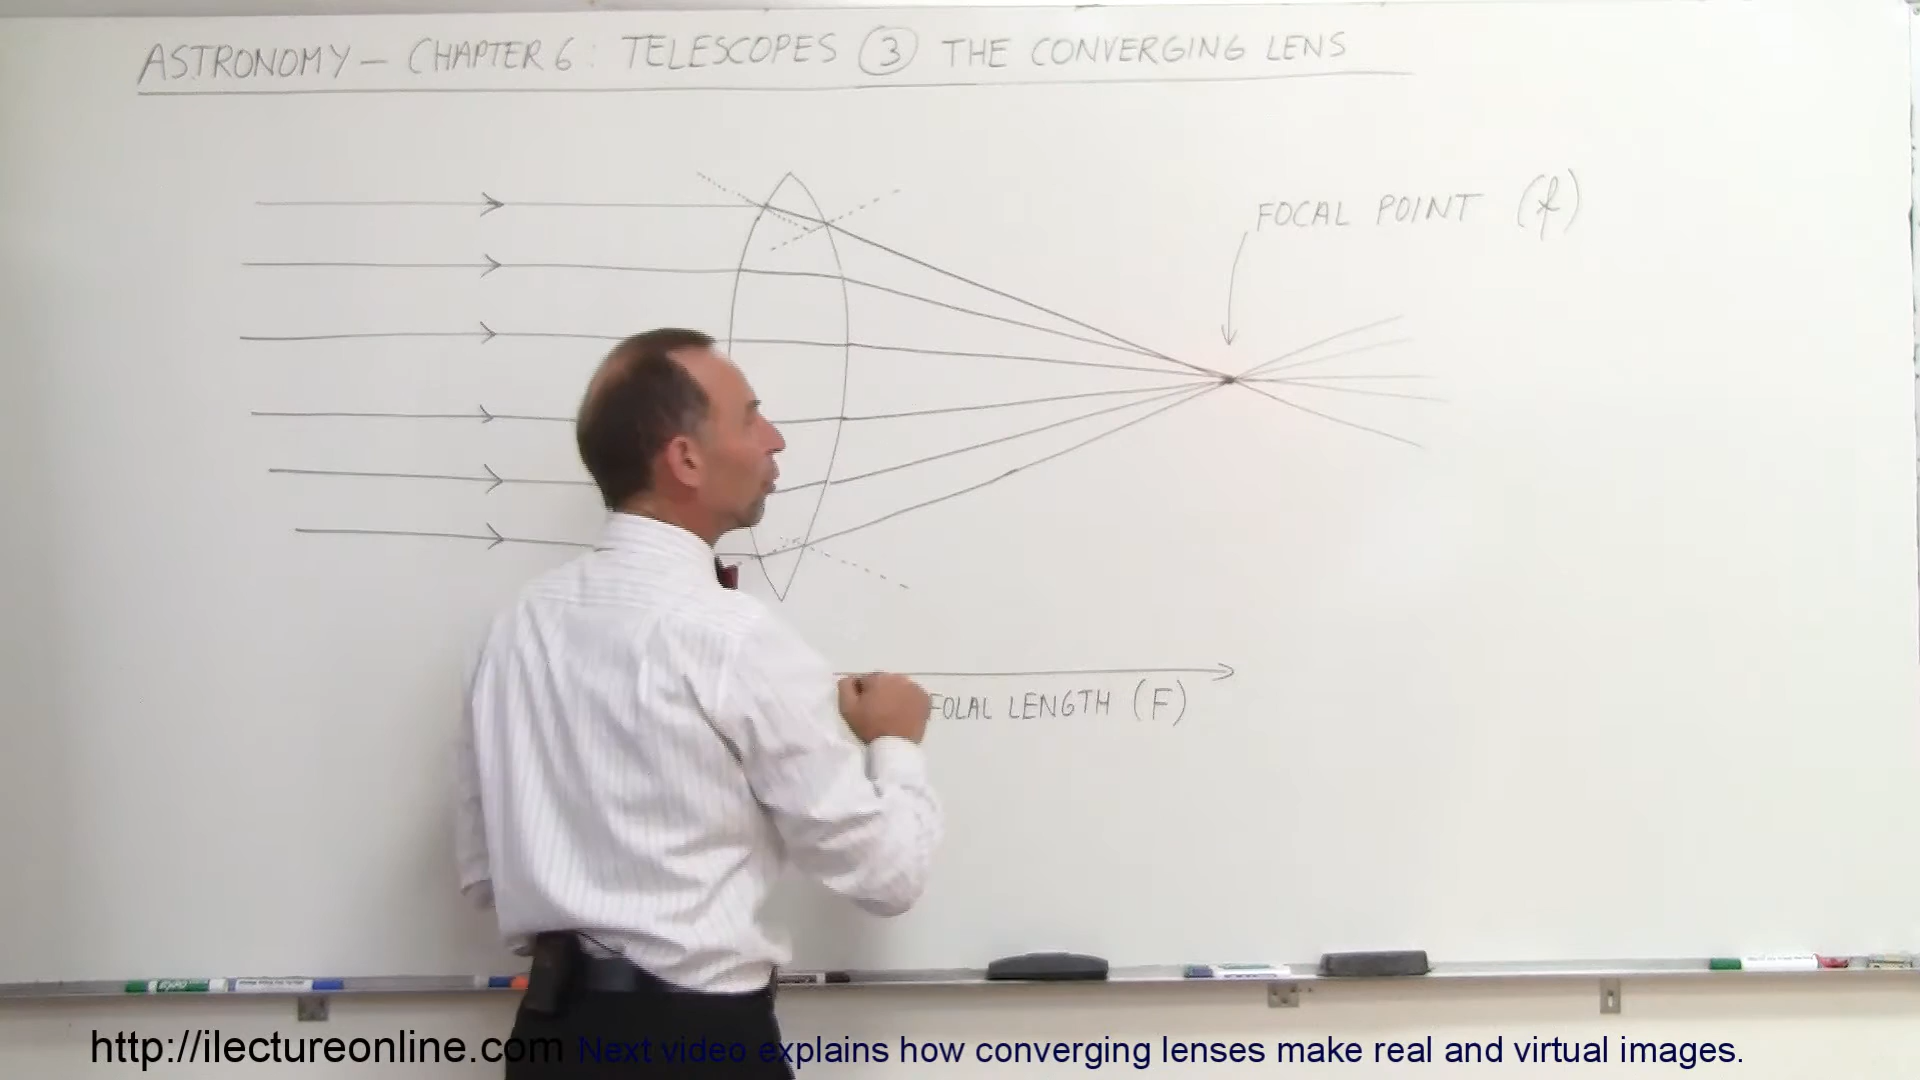 ASTRONOMY – CHAPTER 6 : TELESCOPES ③ THE CONVERGING LENS
FOCAL POINT (f)
FOLAL LENGTH (F)
http://ilectureonline.com Next video explains how converging lenses make real and virtual images.